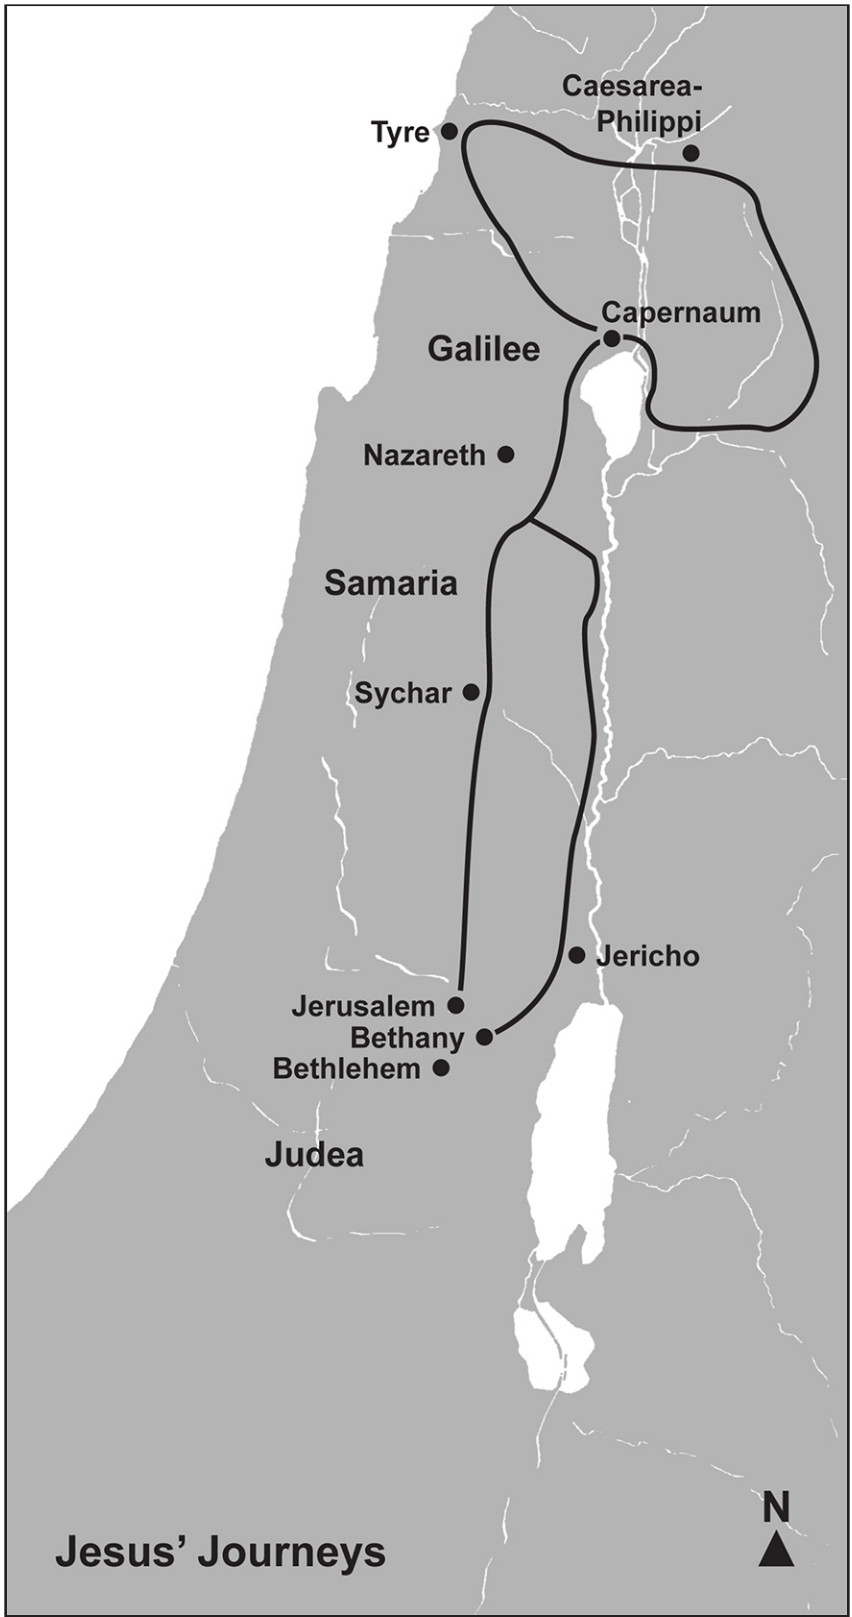 Caesarea-
Philippi
Tyre
Capernaum
Galilee
Nazareth
Samaria
Sychar
Jericho
Jerusalem
Bethany
Bethlehem
Judea
N
Jesus’ Journeys